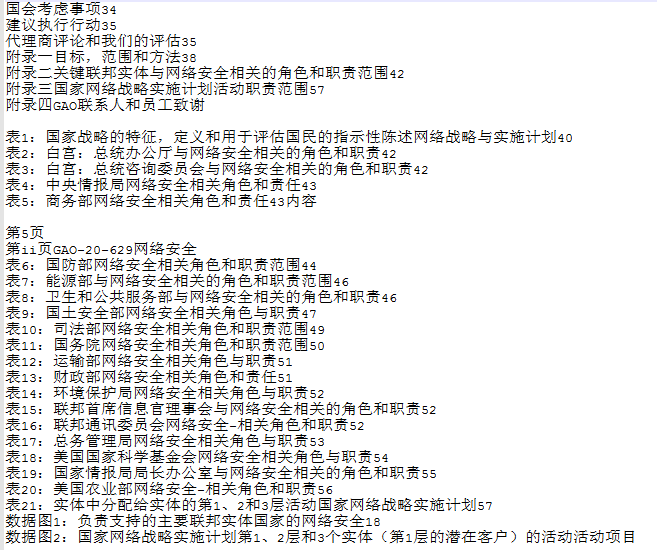 国会考虑事项34
建议执行行动35
代理商评论和我们的评估35
附录一目标，范围和方法38
附录二关键联邦实体与网络安全相关的角色和职责范围42
附录三国家网络战略实施计划活动职责范围57
附录四GAO联系人和员工致谢
表1：国家战略的特征，定义和用于评估国民的指示性陈述网络战略与实施计划40
表2：白宫：总统办公厅与网络安全相关的角色和职责42
表3：白宫：总统咨询委员会与网络安全相关的角色和职责42
表4：中央情报局网络安全相关角色和责任43
表5：商务部网络安全相关角色和责任43内容
第5页
第ii页GAO-20-629网络安全
表6：国防部网络安全相关角色和职责范围44
表7：能源部与网络安全相关的角色和职责范围46
表8：卫生和公共服务部与网络安全相关的角色和职责46
表9：国土安全部网络安全相关角色与职责47
表10：司法部网络安全相关角色和职责范围49
表11：国务院网络安全相关角色和职责范围50
表12：运输部网络安全相关角色与职责51
表13：财政部网络安全相关角色和责任51
表14：环境保护局网络安全相关角色与职责52
表15：联邦首席信息官理事会与网络安全相关的角色和职责52
表16：联邦通讯委员会网络安全-相关角色和职责52
表17：总务管理局网络安全相关角色与职责53
表18：美国国家科学基金会网络安全相关角色与职责54
表19：国家情报局局长办公室与网络安全相关的角色和职责55
表20：美国农业部网络安全-相关角色和职责56
表21：实体中分配给实体的第1、2和3层活动国家网络战略实施计划57
数据图1：负责支持的主要联邦实体国家的网络安全18
数据图2：国家网络战略实施计划第1、2层和3个实体（第1层的潜在客户）的活动活动项目